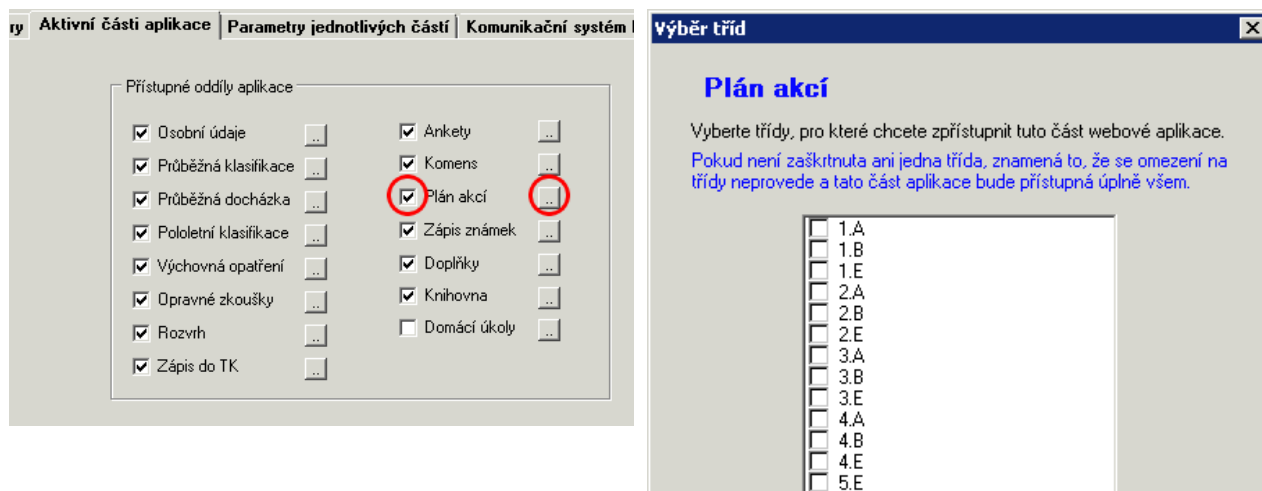 ry Aktivní části aplikace Parametry jednotlivých částí Komunikační systém
Přístupné oddíly aplikace
Osobní údaje ..
Průběžná klasifikace ..
Průběžná docházka ..
Pololetní klasifikace ..
Výchovná opatření ..
Opravné zkoušky ..
Rozvrh ..
Zápis do TK ..
Ankety ..
Komens ..
Plán akcí ..
Zápis známek ..
Doplňky ..
Knihovna ..
Domácí úkoly ..
Výběr tříd
Plán akcí
Vyberte třídy, pro které chcete zpřístupnit tuto část webové aplikace.
Pokud není zaškrtnuta ani jedna třída, znamená to, že se omezení na
třídy neprovede a tato část aplikace bude přístupná úplně všem.
1.A
1.B
1.E
2.A
2.B
2.E
3.A
3.B
3.E
4.A
4.B
4.E
5.E